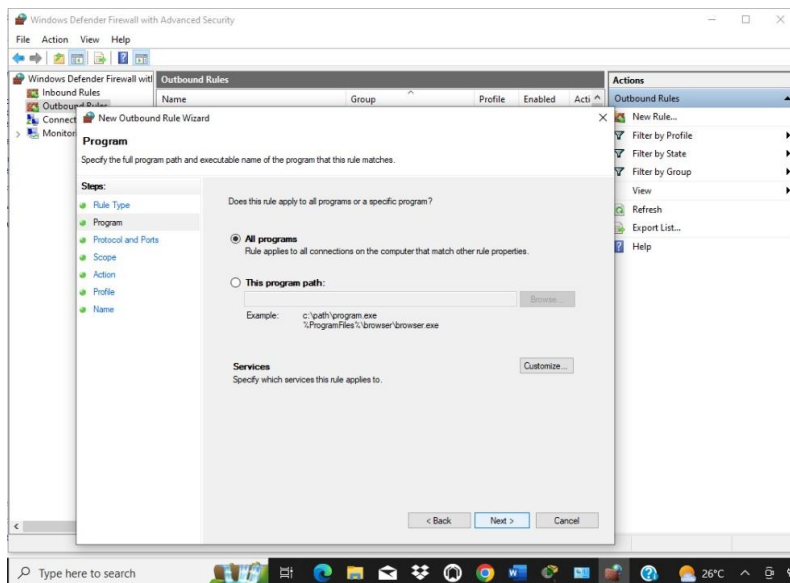 Windows Defender Firewall with Advanced Security
File Action View Help
Windows Defender Firewall witl
Inbound Rules
Outbound Rules
Connect
Monitor
Outbound Rules
Name Group Profile Enabled Acti
Actions
Outbound Rules
New Rule...
Filter by Profile
Filter by State
Filter by Group
View
Refresh
Export List...
Help
New Outbound Rule Wizard
Program
Specify the full program path and executable name of the program that this rule matches.
Steps:
Rule Type
Program
Protocol and Ports
Scope
Action
Profile
Name
Does this rule apply to all programs or a specific program?
All programs
Rule applies to all connections on the computer that match other rule properties.
This program path:
Browse...
Example: c:\path\program.exe
%ProgramFiles%\browser\browser.exe
Services
Specify which services this rule applies to.
Customize...
< Back Next > Cancel
Type here to search
26°C